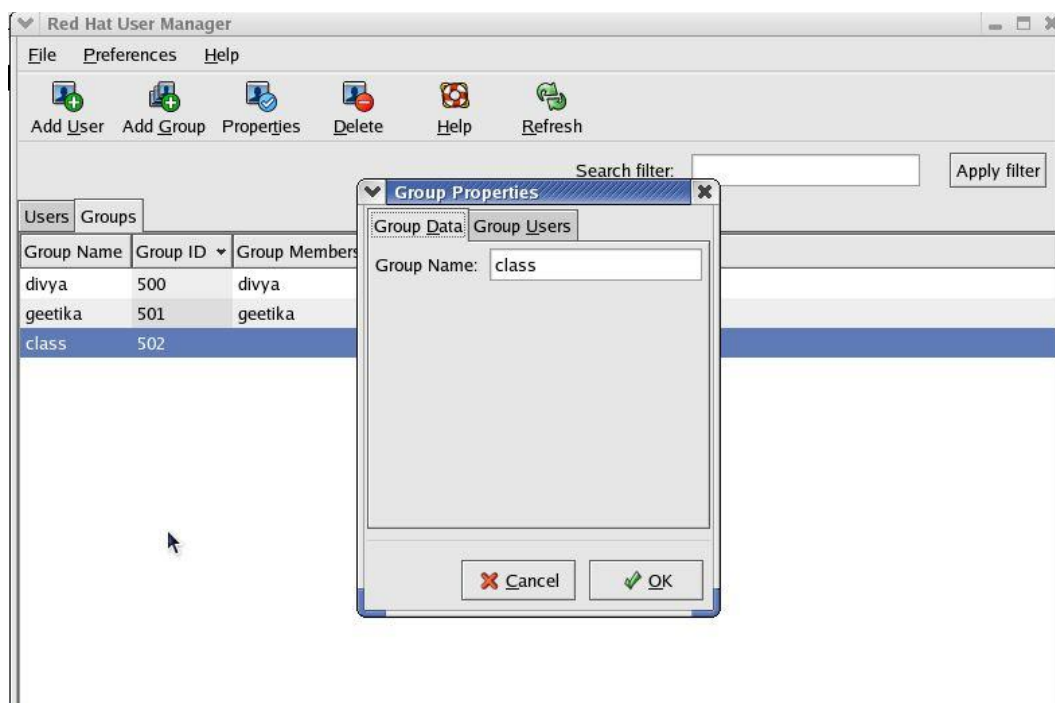 Red Hat User Manager
File Preferences Help
Add User Add Group Properties Delete Help Refresh
Search filter: Apply filter
Users Groups
Group Name Group ID Group Members
divya 500 divya
geetika 501 geetika
class 502
Group Properties
Group Data Group Users
Group Name: class
Cancel OK